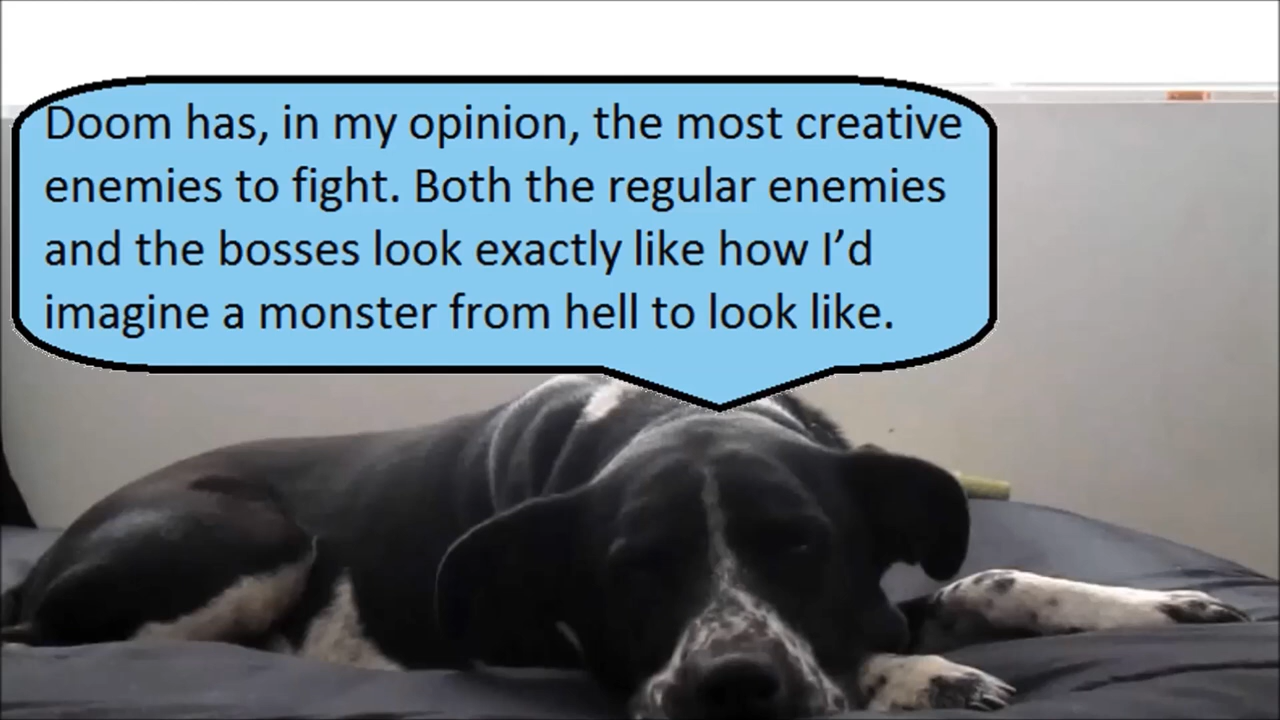 Doom has, in my opinion, the most creative
enemies to fight. Both the regular enemies
and the bosses look exactly like how I’d
imagine a monster from hell to look like.